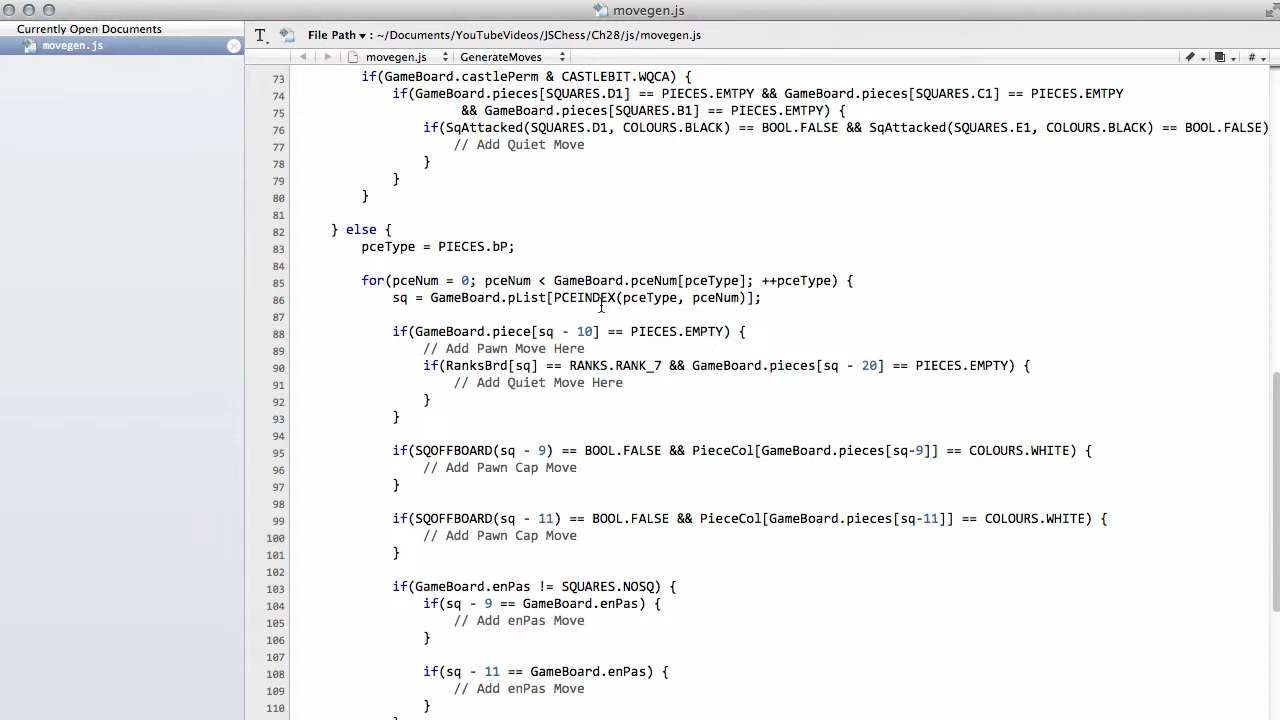 movegen.js
Currently Open Documents
movegen.js
T File Path : ~/Documents/YouTubeVideos/JSChess/Ch28/js/movegen.js
movegen.js GenerateMoves #
73 if(GameBoard.castlePerm & CASTLEBIT.WQCA) {
74 if(GameBoard.pieces[SQUARES.D1] == PIECES.EMTPY && GameBoard.pieces[SQUARES.C1] == PIECES.EMTPY
75 && GameBoard.pieces[SQUARES.B1] == PIECES.EMTPY) {
76 if(SqAttacked(SQUARES.D1, COLOURS.BLACK) == BOOL.FALSE && SqAttacked(SQUARES.E1, COLOURS.BLACK) == BOOL.FALSE)
77 // Add Quiet Move
78 }
79 }
80 }
81
82 } else {
83 pceType = PIECES.bP;
84
85 for(pceNum = 0; pceNum < GameBoard.pceNum[pceType]; ++pceType) {
86 sq = GameBoard.pList[PCEINDEX(pceType, pceNum)];
87
88 if(GameBoard.piece[sq - 10] == PIECES.EMPTY) {
89 // Add Pawn Move Here
90 if(RanksBrd[sq] == RANKS.RANK_7 && GameBoard.pieces[sq - 20] == PIECES.EMPTY) {
91 // Add Quiet Move Here
92 }
93 }
94
95 if(SQOFFBOARD(sq - 9) == BOOL.FALSE && PieceCol[GameBoard.pieces[sq-9]] == COLOURS.WHITE) {
96 // Add Pawn Cap Move
97 }
98
99 if(SQOFFBOARD(sq - 11) == BOOL.FALSE && PieceCol[GameBoard.pieces[sq-11]] == COLOURS.WHITE) {
100 // Add Pawn Cap Move
101 }
102
103 if(GameBoard.enPas != SQUARES.NOSQ) {
104 if(sq - 9 == GameBoard.enPas) {
105 // Add enPas Move
106 }
107
108 if(sq - 11 == GameBoard.enPas) {
109 // Add enPas Move
110 }